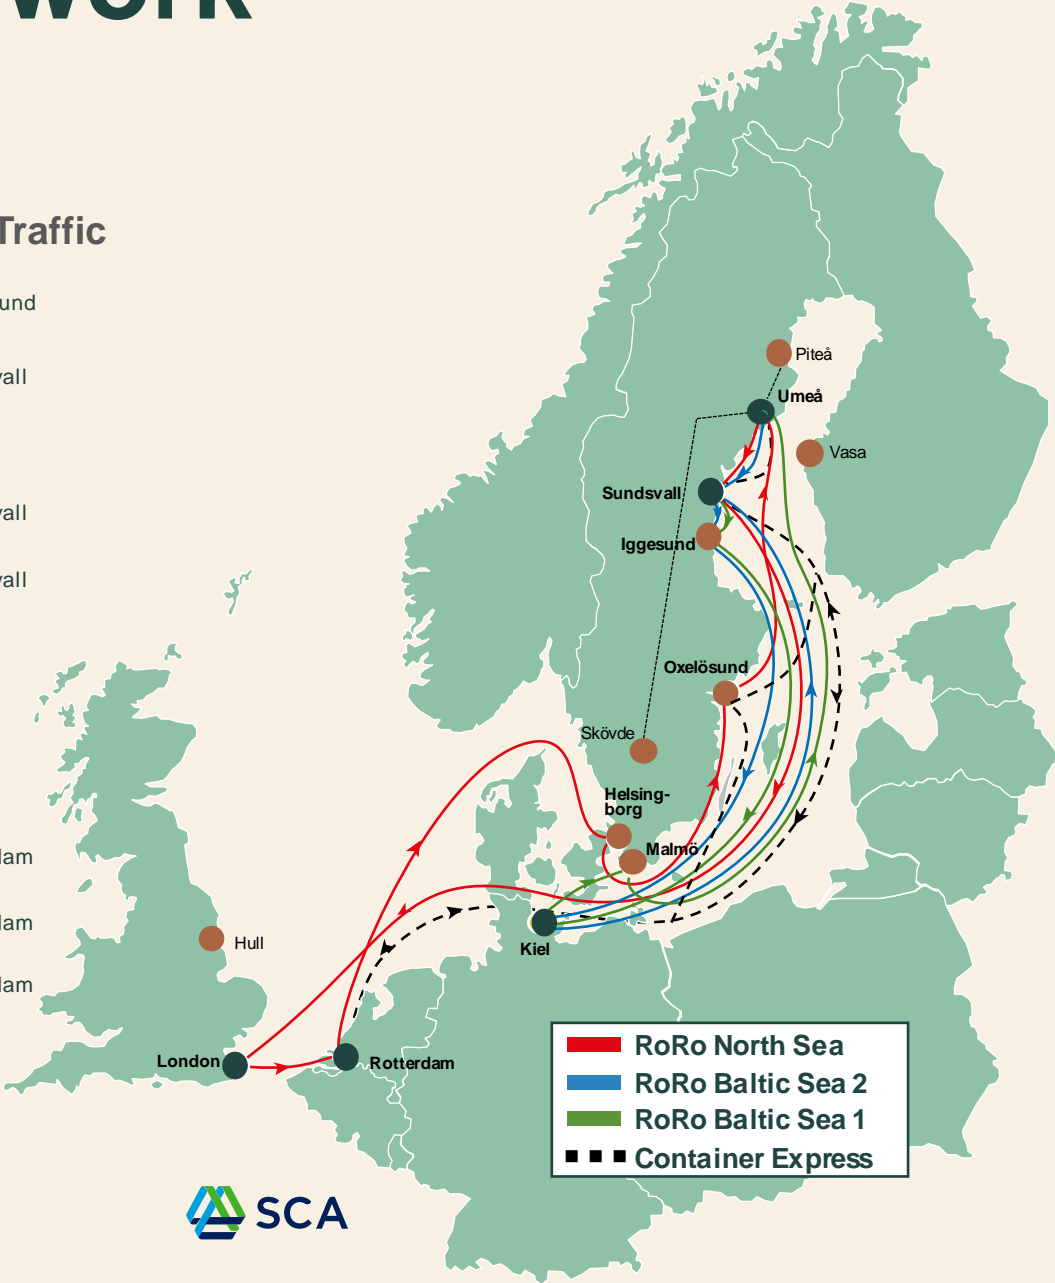 work
Traffic
und
vall
vall
vall
dam
dam
dam
Piteå
Umeå
Vasa
Sundsvall
Iggesund
Oxelösund
Skövde
Helsing-
borg
Malmö
Kiel
Hull
London
Rotterdam
RoRo North Sea
RoRo Baltic Sea 2
RoRo Baltic Sea 1
Container Express
SCA